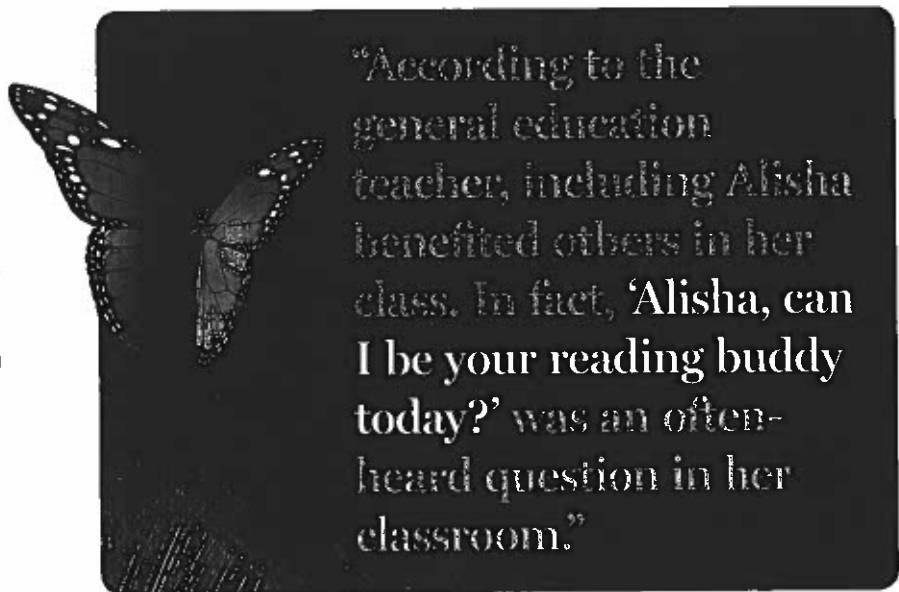 “According to the
general education
teacher, including Alisha
benefited others in her
class. In fact, ‘Alisha, can
I be your reading buddy
today?’ was an often-
heard question in her
classroom.”